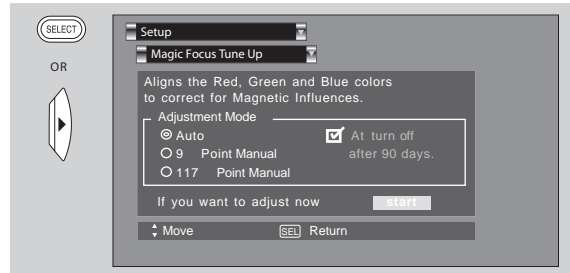 SELECT
OR
Setup
Magic Focus Tune Up
Aligns the Red, Green and Blue colors
to correct for Magnetic Influences.
Adjustment Mode
Auto
At turn off
9 Point Manual
after 90 days.
117 Point Manual
If you want to adjust now start
Move SEL Return